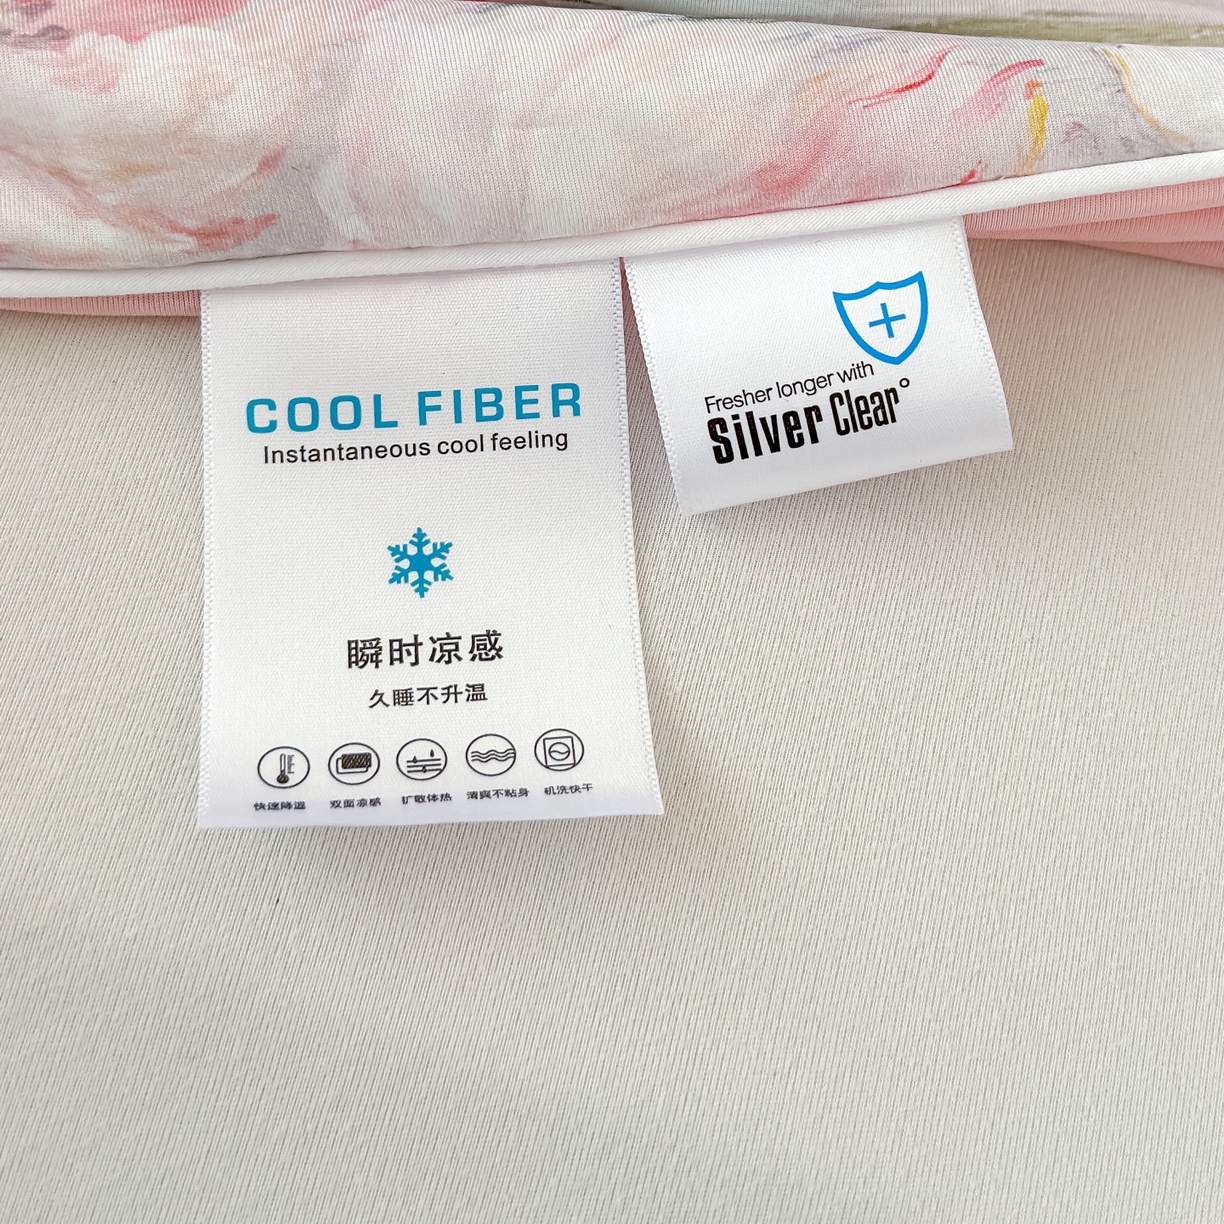 COOL FIBER
Instantaneous cool feeling
瞬时凉感
久睡不升温
快速降温 双面凉感 扩散体热 清爽不粘身 机洗快干
Fresher longer with
Silver Clear°